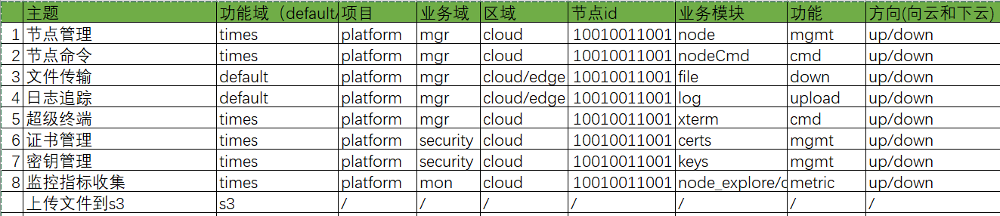 主题 功能域（default/ 项目 业务域 区域 节点id 业务模块 功能 方向(向云和下云)
1 节点管理 times platform mgr cloud 10010011001 node mgmt up/down
2 节点命令 times platform mgr cloud 10010011001 nodeCmd cmd up/down
3 文件传输 default platform mgr cloud/edge 10010011001 file down up/down
4 日志追踪 default platform mgr cloud/edge 10010011001 log upload up/down
5 超级终端 times platform mgr cloud 10010011001 xterm cmd up/down
6 证书管理 times platform security cloud 10010011001 certs mgmt up/down
7 密钥管理 times platform security cloud 10010011001 keys mgmt up/down
8 监控指标收集 times platform mon cloud 10010011001 node_explore/ metric up/down
上传文件到s3 s3 / / / / / / /